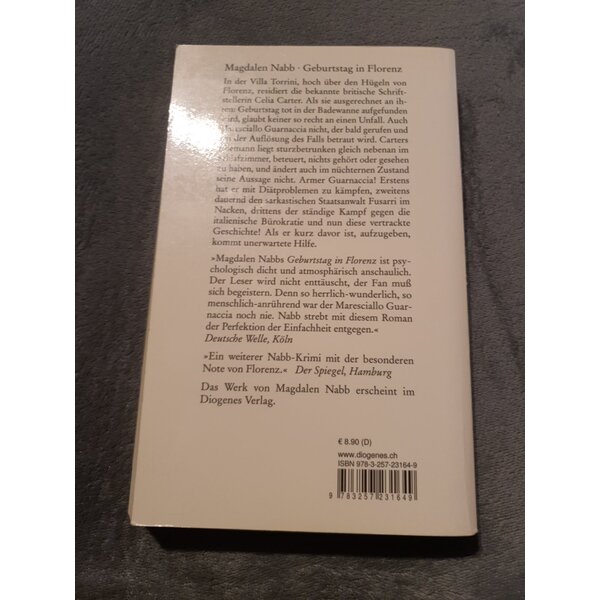 Magdalen Nabb · Geburtstag in Florenz
In der Villa Torrini, hoch über den Hügeln von
Florenz, residiert die bekannte britische Schrift-
stellerin Celia Carter. Als sie ausgerechnet an ih-
rem Geburtstag tot in der Badewanne aufgefunden
wird, glaubt keiner so recht an einen Unfall. Auch
Maresciallo Guarnaccia nicht, der bald gerufen und
mit der Auflösung des Falls betraut wird. Carters
Ehemann liegt sturzbetrunken gleich nebenan im
Schlafzimmer, beteuert, nichts gehört oder gesehen
zu haben, und ändert auch im nüchternen Zustand
seine Aussage nicht. Armer Guarnaccia! Erstens
hat er mit Diätproblemen zu kämpfen, zweitens
dauernd den sarkastischen Staatsanwalt Fusarri im
Nacken, drittens der ständige Kampf gegen die
italienische Bürokratie und nun diese vertrackte
Geschichte! Als er kurz davor ist, aufzugeben,
kommt unerwartete Hilfe.
»Magdalen Nabbs Geburtstag in Florenz ist psy-
chologisch dicht und atmosphärisch anschaulich.
Der Leser wird nicht enttäuscht, der Fan muß
sich begeistern. Denn so herrlich-wunderlich, so
menschlich-anrührend war der Maresciallo Guar-
naccia noch nie. Nabb strebt mit diesem Roman
der Perfektion der Einfachheit entgegen.«
Deutsche Welle, Köln
»Ein weiterer Nabb-Krimi mit der besonderen
Note von Florenz.« Der Spiegel, Hamburg
Das Werk von Magdalen Nabb erscheint im
Diogenes Verlag.
€ 8.90 (D)
www.diogenes.ch
ISBN 978-3-257-23164-9
9 783257 231649